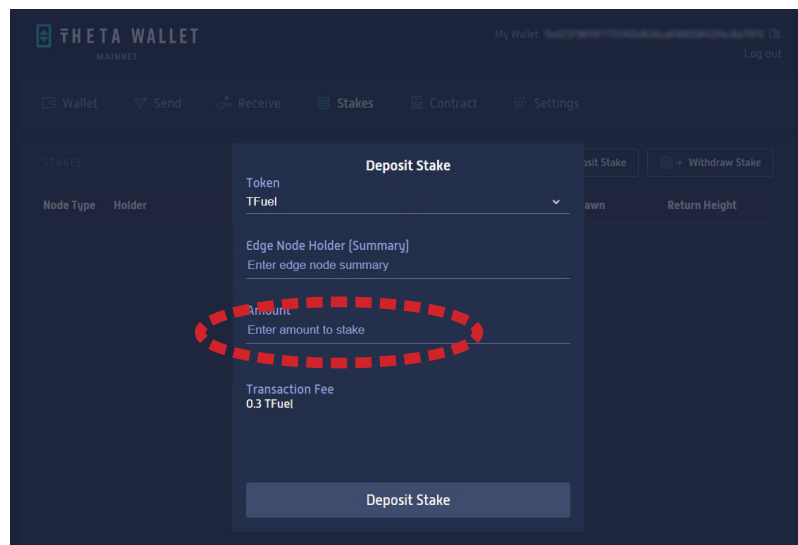 THETA WALLET
MAINNET
My Wallet:
Log out
Wallet Send Receive Stakes Contract Settings
STAKES
Deposit Stake
osit Stake
Withdraw Stake
Token
TFuel
Node Type Holder
awn Return Height
Edge Node Holder (Summary)
Enter edge node summary
Amount
Enter amount to stake
Transaction Fee
0.3 TFuel
Deposit Stake